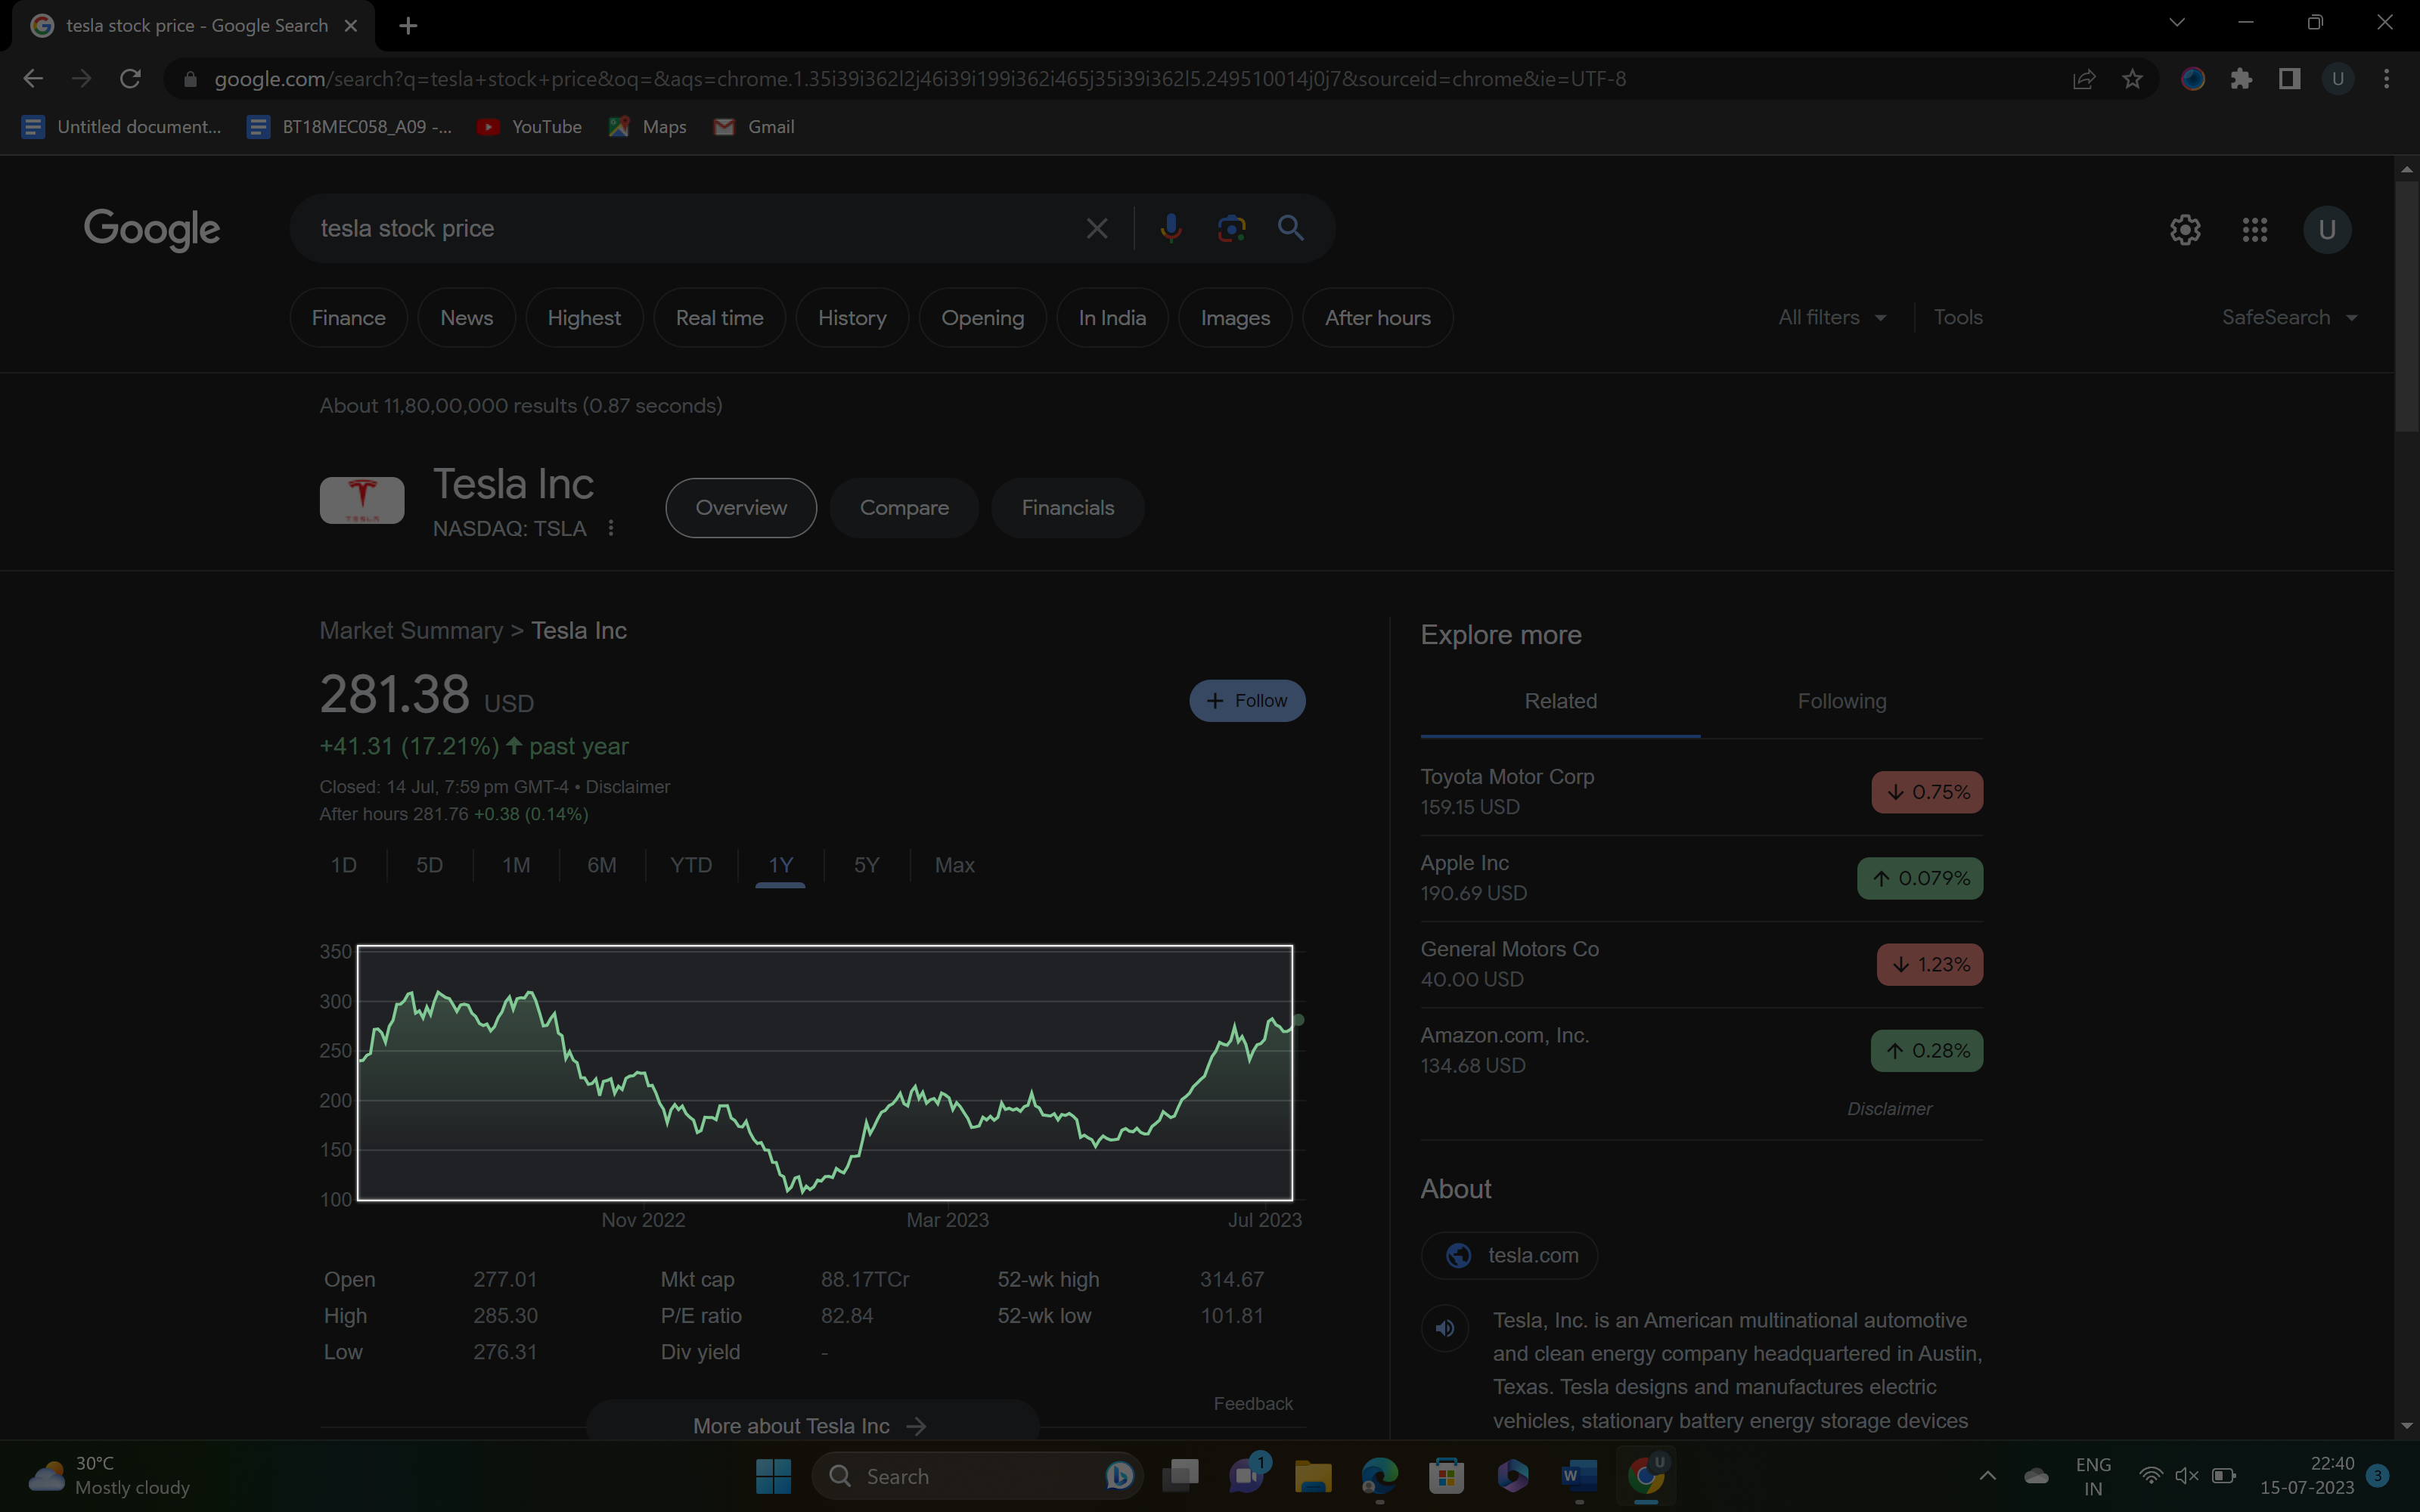 tesla stock price - Google Search
google.com/search?q=tesla+stock+price&oq=&aqs=chrome.1.35i39i362l2j46i39i199i362i465j35i39i362l5.249510014j0j7&sourceid=chrome&ie=UTF-8
U
Untitled document...
BT18MEC058_A09 -...
YouTube
Maps
Gmail
Google
tesla stock price
U
Finance
News
Highest
Real time
History
Opening
In India
Images
After hours
All filters
Tools
SafeSearch
About 11,80,00,000 results (0.87 seconds)
TESLA
Tesla Inc
NASDAQ: TSLA
Overview
Compare
Financials
Market Summary > Tesla Inc
281.38 USD
+ Follow
+41.31 (17.21%) ↑ past year
Closed: 14 Jul, 7:59 pm GMT-4 • Disclaimer
After hours 281.76 +0.38 (0.14%)
1D
5D
1M
6M
YTD
1Y
5Y
Max
350
300
250
200
150
100
Nov 2022
Mar 2023
Jul 2023
Open 277.01
High 285.30
Low 276.31
Mkt cap 88.17TCr
P/E ratio 82.84
Div yield -
52-wk high 314.67
52-wk low 101.81
Feedback
More about Tesla Inc →
Explore more
Related
Following
Toyota Motor Corp
159.15 USD
↓ 0.75%
Apple Inc
190.69 USD
↑ 0.079%
General Motors Co
40.00 USD
↓ 1.23%
Amazon.com, Inc.
134.68 USD
↑ 0.28%
Disclaimer
About
tesla.com
Tesla, Inc. is an American multinational automotive
and clean energy company headquartered in Austin,
Texas. Tesla designs and manufactures electric
vehicles, stationary battery energy storage devices
30°C
Mostly cloudy
Search
1
W
U
ENG
IN
22:40
15-07-2023
3